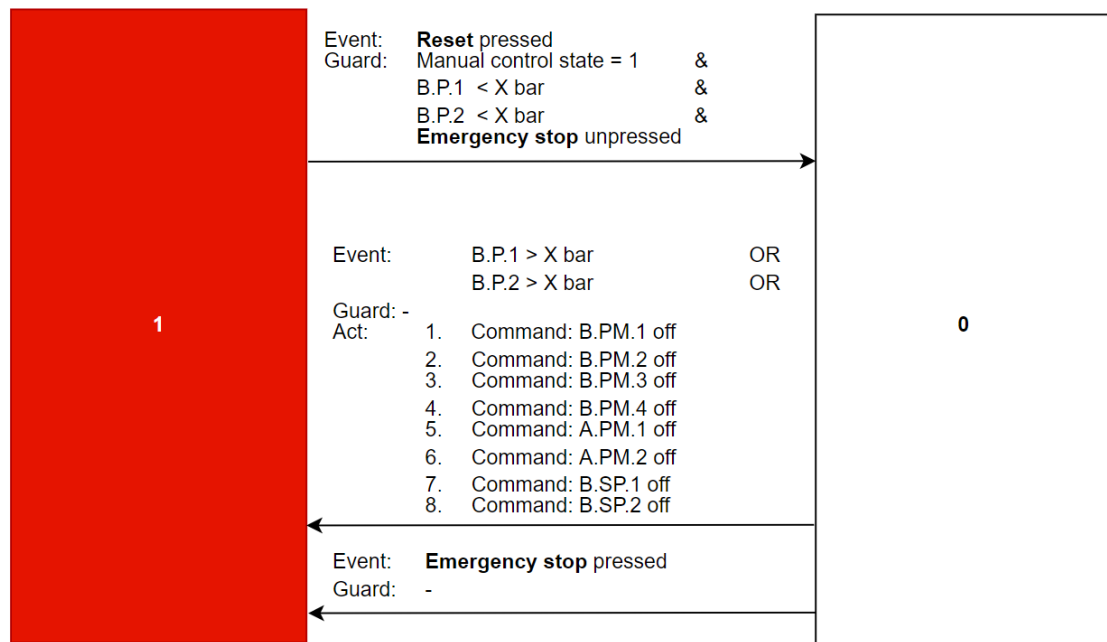 Event: Reset pressed
Guard: Manual control state = 1 &
B.P.1 < X bar &
B.P.2 < X bar &
Emergency stop unpressed
Event: B.P.1 > X bar OR
B.P.2 > X bar OR
Guard: -
1 0
Act: 1. Command: B.PM.1 off
2. Command: B.PM.2 off
3. Command: B.PM.3 off
4. Command: B.PM.4 off
5. Command: A.PM.1 off
6. Command: A.PM.2 off
7. Command: B.SP.1 off
8. Command: B.SP.2 off
Event: Emergency stop pressed
Guard: -